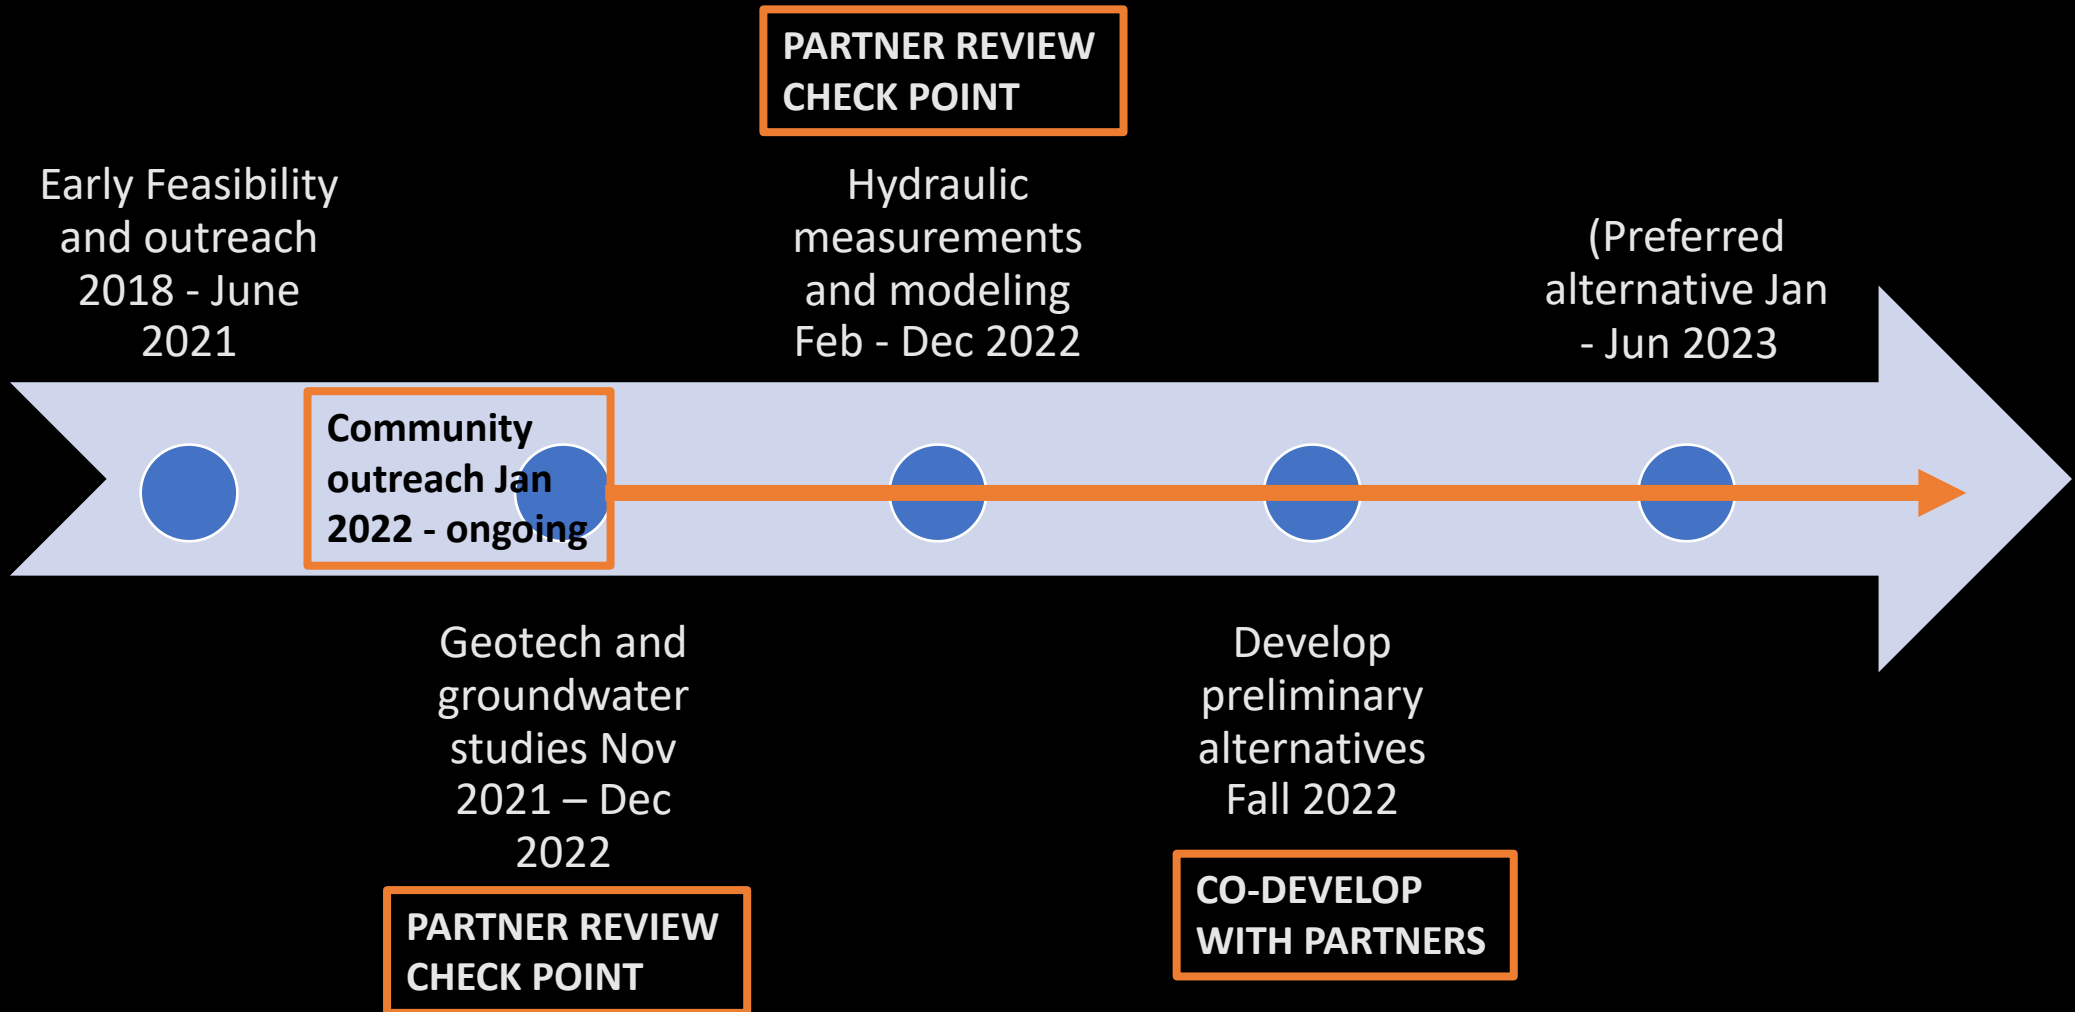 PARTNER REVIEW
CHECK POINT
Early Feasibility
and outreach
2018 - June
2021
Hydraulic
measurements
and modeling
Feb - Dec 2022
(Preferred
alternative Jan
- Jun 2023
Community
outreach Jan
2022 - ongoing
Geotech and
groundwater
studies Nov
2021 – Dec
2022
PARTNER REVIEW
CHECK POINT
Develop
preliminary
alternatives
Fall 2022
CO-DEVELOP
WITH PARTNERS